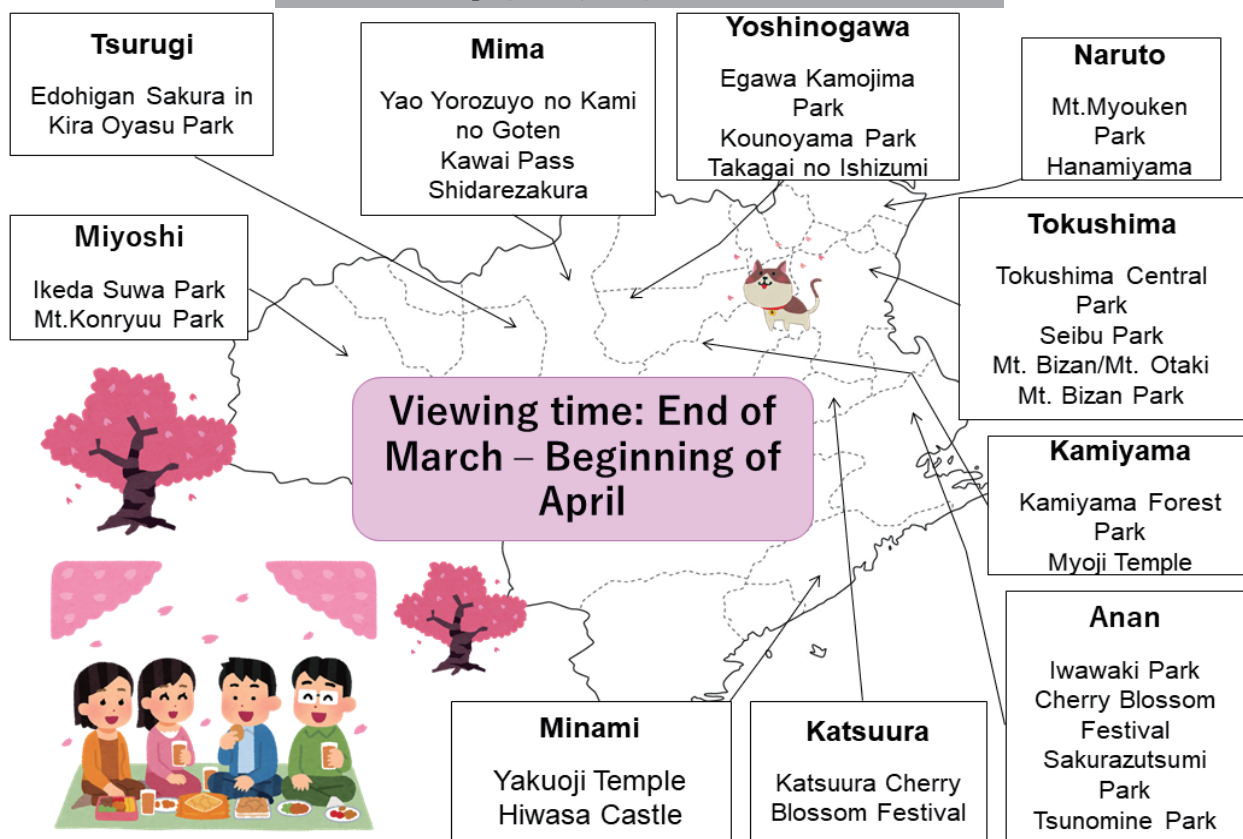 Tsurugi
Edohigan Sakura in
Kira Oyasu Park
Mima
Yao Yorozuyo no Kami
no Goten
Kawai Pass
Shidarezakura
Yoshinogawa
Egawa Kamojima
Park
Kounoyama Park
Takagai no Ishizumi
Naruto
Mt.Myouken
Park
Hanamiyama
Miyoshi
Ikeda Suwa Park
Mt.Konryuu Park
Tokushima
Tokushima Central
Park
Seibu Park
Mt. Bizan/Mt. Otaki
Mt. Bizan Park
Viewing time: End of
March – Beginning of
April
Kamiyama
Kamiyama Forest
Park
Myoji Temple
Anan
Iwawaki Park
Cherry Blossom
Festival
Sakurazutsumi
Park
Tsunomine Park
Minami
Yakuoji Temple
Hiwasa Castle
Katsuura
Katsuura Cherry
Blossom Festival